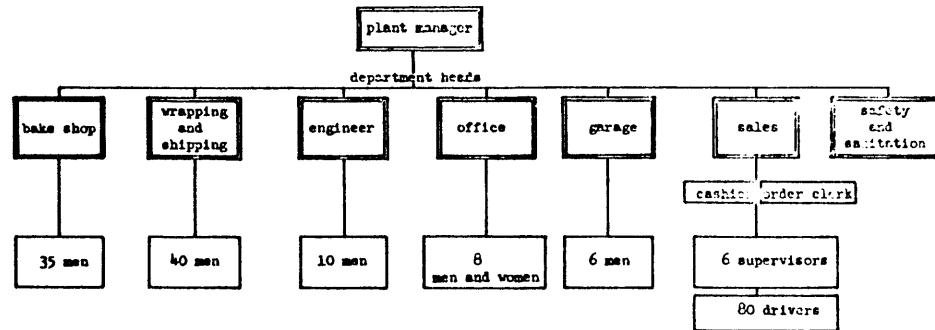 plant manager
department heads
bake shop
wrapping
and
shipping
engineer
office
garage
sales
safety
and
sanitation
cashier order clerk
35 men
40 men
10 men
8
men and women
6 men
6 supervisors
80 drivers